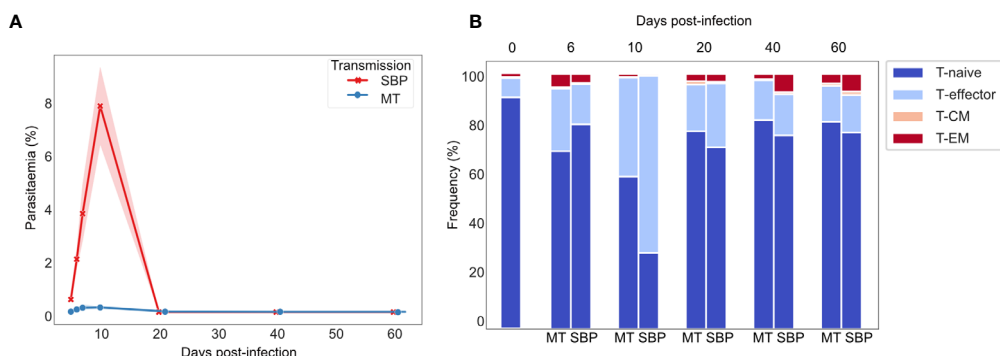 A
Transmission
SBP
MT
Parasitaemia (%)
8
6
4
2
0
10 20 30 40 50 60
Days post-infection
B
Days post-infection
0 6 10 20 40 60
Frequency (%)
100
80
60
40
20
0
MT SBP MT SBP MT SBP MT SBP MT SBP
T-naive
T-effector
T-CM
T-EM